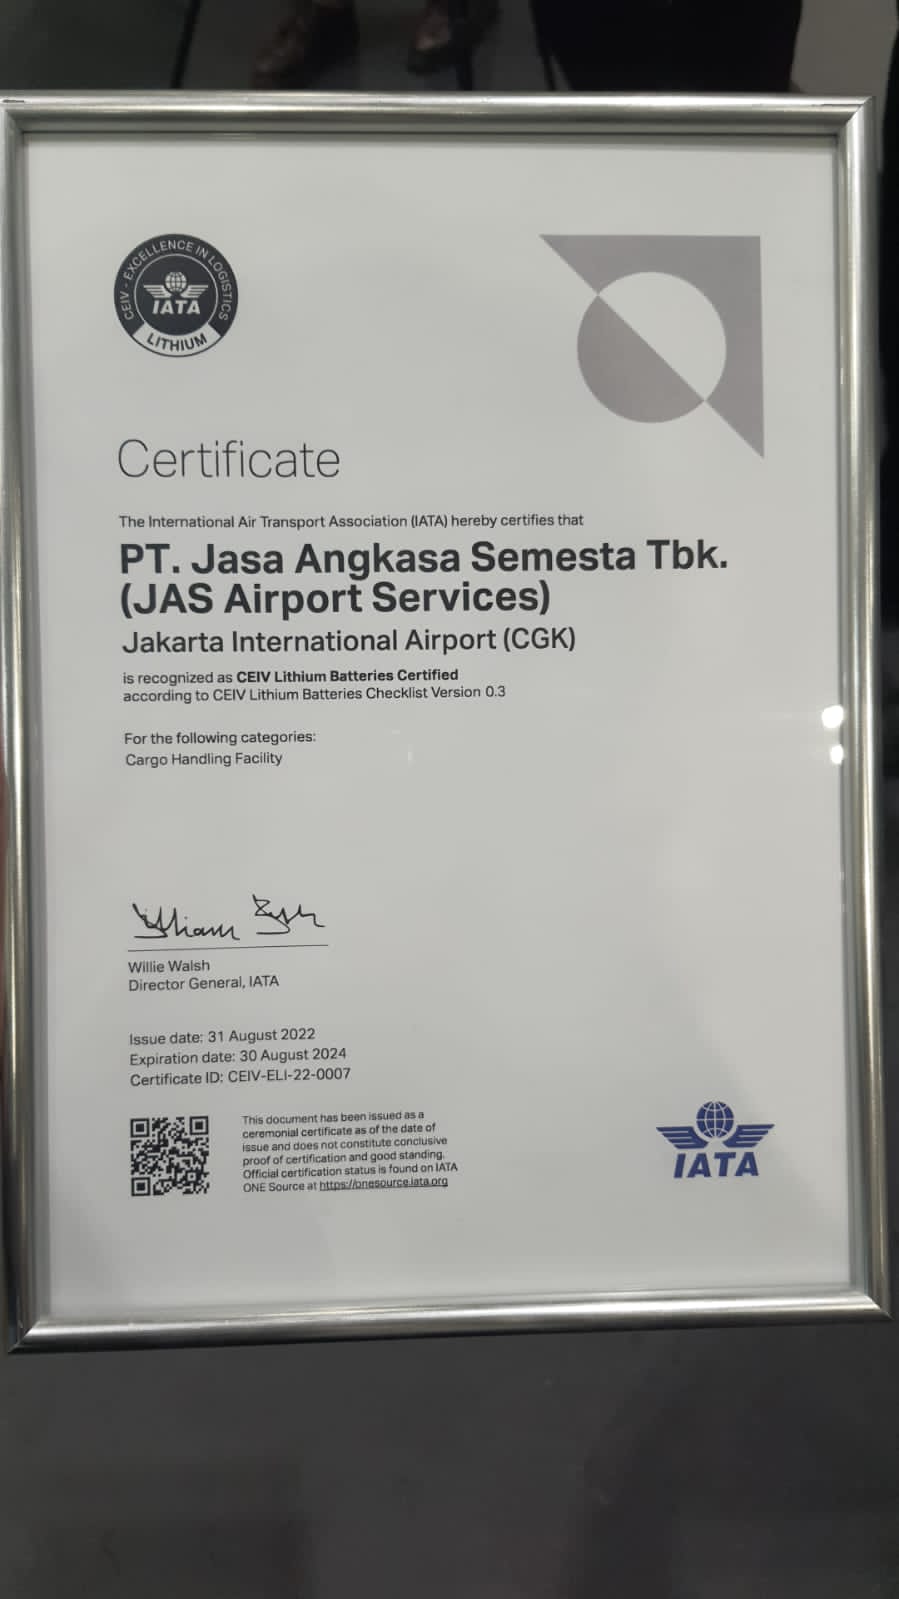 CEIV - EXCELLENCE IN LOGISTICS
IATA
LITHIUM
Certificate
The International Air Transport Association (IATA) hereby certifies that
PT. Jasa Angkasa Semesta Tbk.
(JAS Airport Services)
Jakarta International Airport (CGK)
is recognized as CEIV Lithium Batteries Certified
according to CEIV Lithium Batteries Checklist Version 0.3
For the following categories:
Cargo Handling Facility
Willie Walsh
Director General, IATA
Issue date: 31 August 2022
Expiration date: 30 August 2024
Certificate ID: CEIV-ELI-22-0007
This document has been issued as a
ceremonial certificate as of the date of
issue and does not constitute conclusive
proof of certification and good standing.
Official certification status is found on IATA
ONE Source at https://onesource.iata.org
IATA